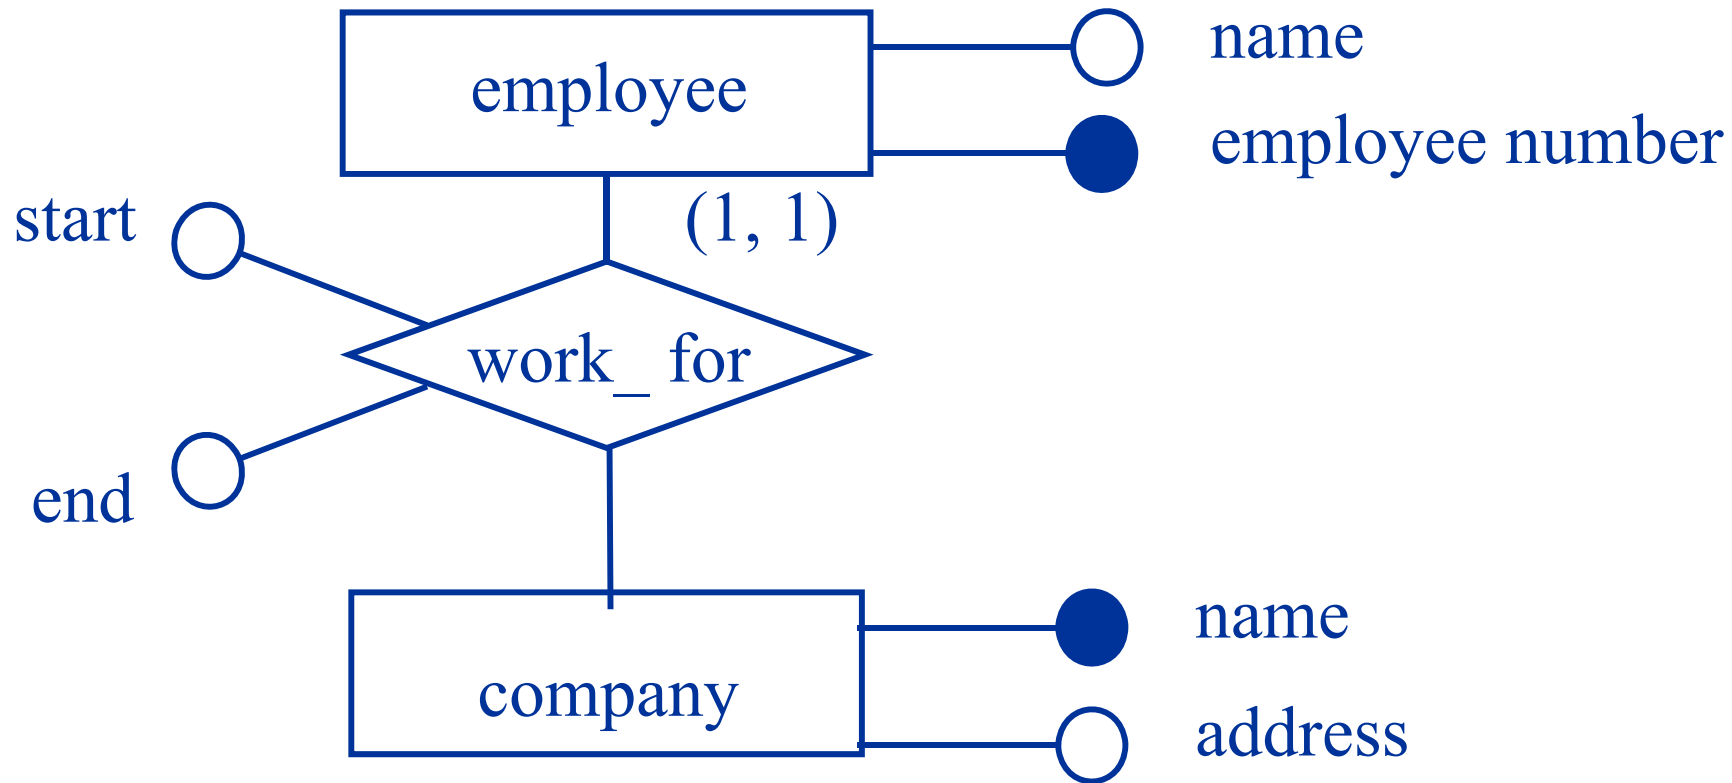 name
employee
employee number
start
(1, 1)
work_ for
end
name
company
address